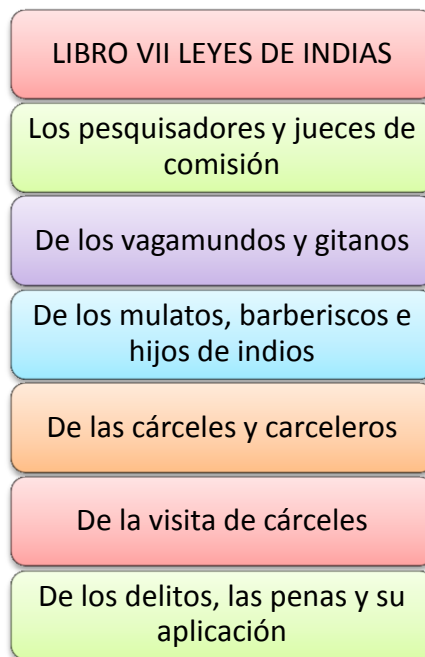 LIBRO VII LEYES DE INDIAS
Los pesquisadores y jueces de
comisión
De los vagamundos y gitanos
De los mulatos, barberiscos e
hijos de indios
De las cárceles y carceleros
De la visita de cárceles
De los delitos, las penas y su
aplicación